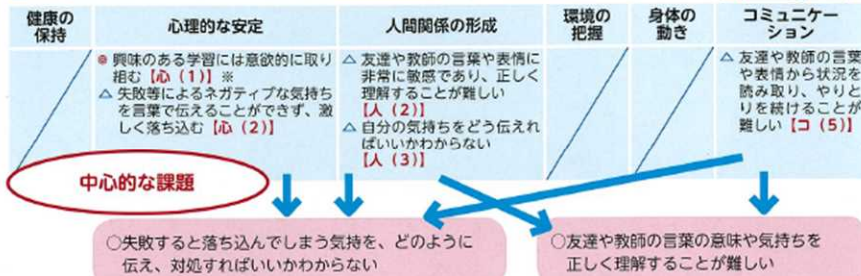 健康の
保持
心理的な安定
人間関係の形成
環境の
把握
身体の
動き
コミュニケー
ション
● 興味のある学習には意欲的に取り
組む【心（1）】※
△ 失敗等によるネガティブな気持ち
を言葉で伝えることができず、激
しく落ち込む【心（2）】
△ 友達や教師の言葉や表情に
非常に敏感であり、正しく
理解することが難しい
【人（2）】
△ 自分の気持ちをどう伝えれ
ばいいかわからない
【人（3）】
△ 友達や教師の言葉
や表情から状況を
読み取り、やりと
りを続けることが
難しい【コ（5）】
中心的な課題
○失敗すると落ち込んでしまう気持を、どのように
伝え、対処すればいいかわからない
○友達や教師の言葉の意味や気持ちを
正しく理解することが難しい